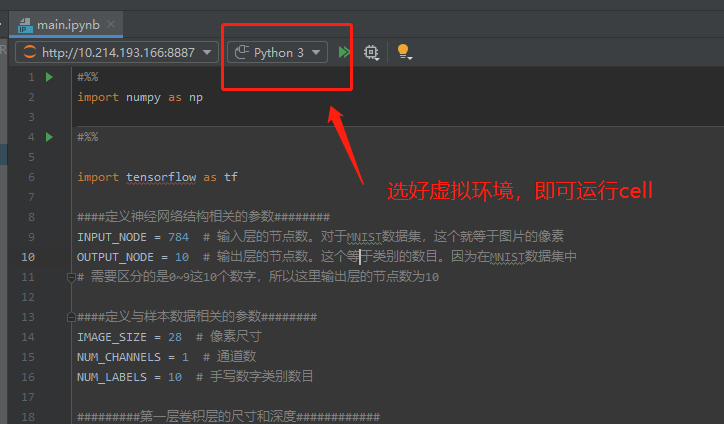 main.ipynb
http://10.214.193.166:8887
Python 3
1 #%%
2 import numpy as np
3
4 #%%
5
6 import tensorflow as tf
7
选好虚拟环境，即可运行cell
8 ####定义神经网络结构相关的参数########
9 INPUT_NODE = 784 # 输入层的节点数。对于MNIST数据集，这个就等于图片的像素
10 OUTPUT_NODE = 10 # 输出层的节点数。这个等于类别的数目。因为在MNIST数据集中
11 # 需要区分的是0~9这10个数字，所以这里输出层的节点数为10
12
13 ####定义与样本数据相关的参数########
14 IMAGE_SIZE = 28 # 像素尺寸
15 NUM_CHANNELS = 1 # 通道数
16 NUM_LABELS = 10 # 手写数字类别数目
17
18 #########第一层卷积层的尺寸和深度############